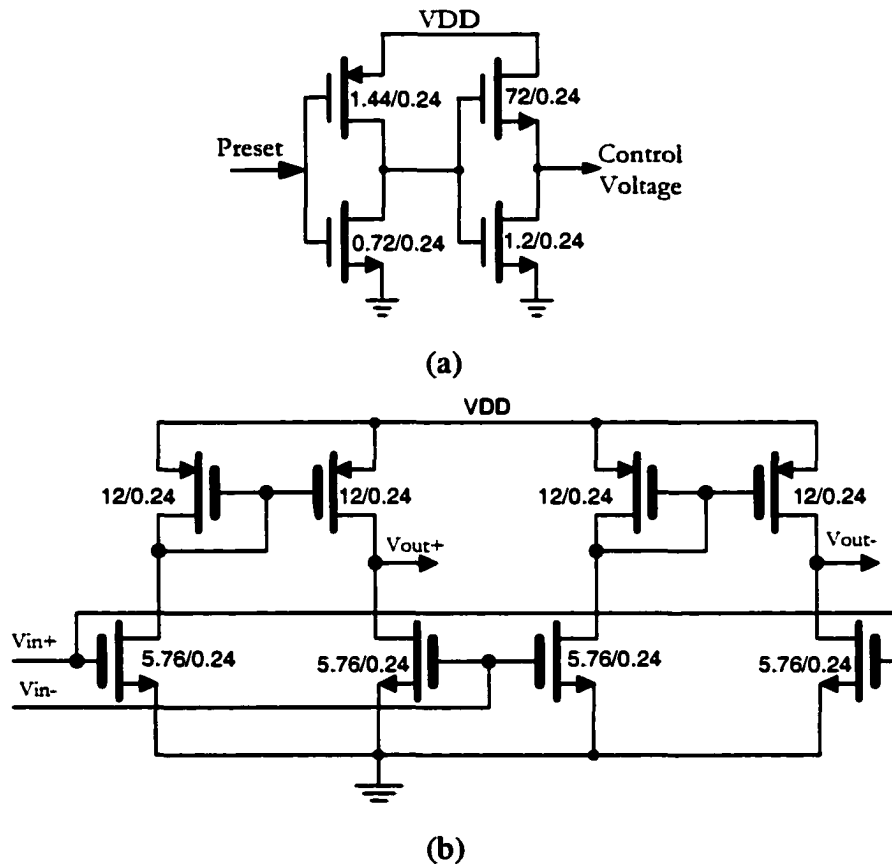 VDD
1.44/0.24
72/0.24
Preset
Control
Voltage
0.72/0.24
1.2/0.24
(a)
VDD
12/0.24
12/0.24
12/0.24
12/0.24
Vout+
Vout-
Vin+
5.76/0.24
5.76/0.24
5.76/0.24
5.76/0.24
Vin-
(b)